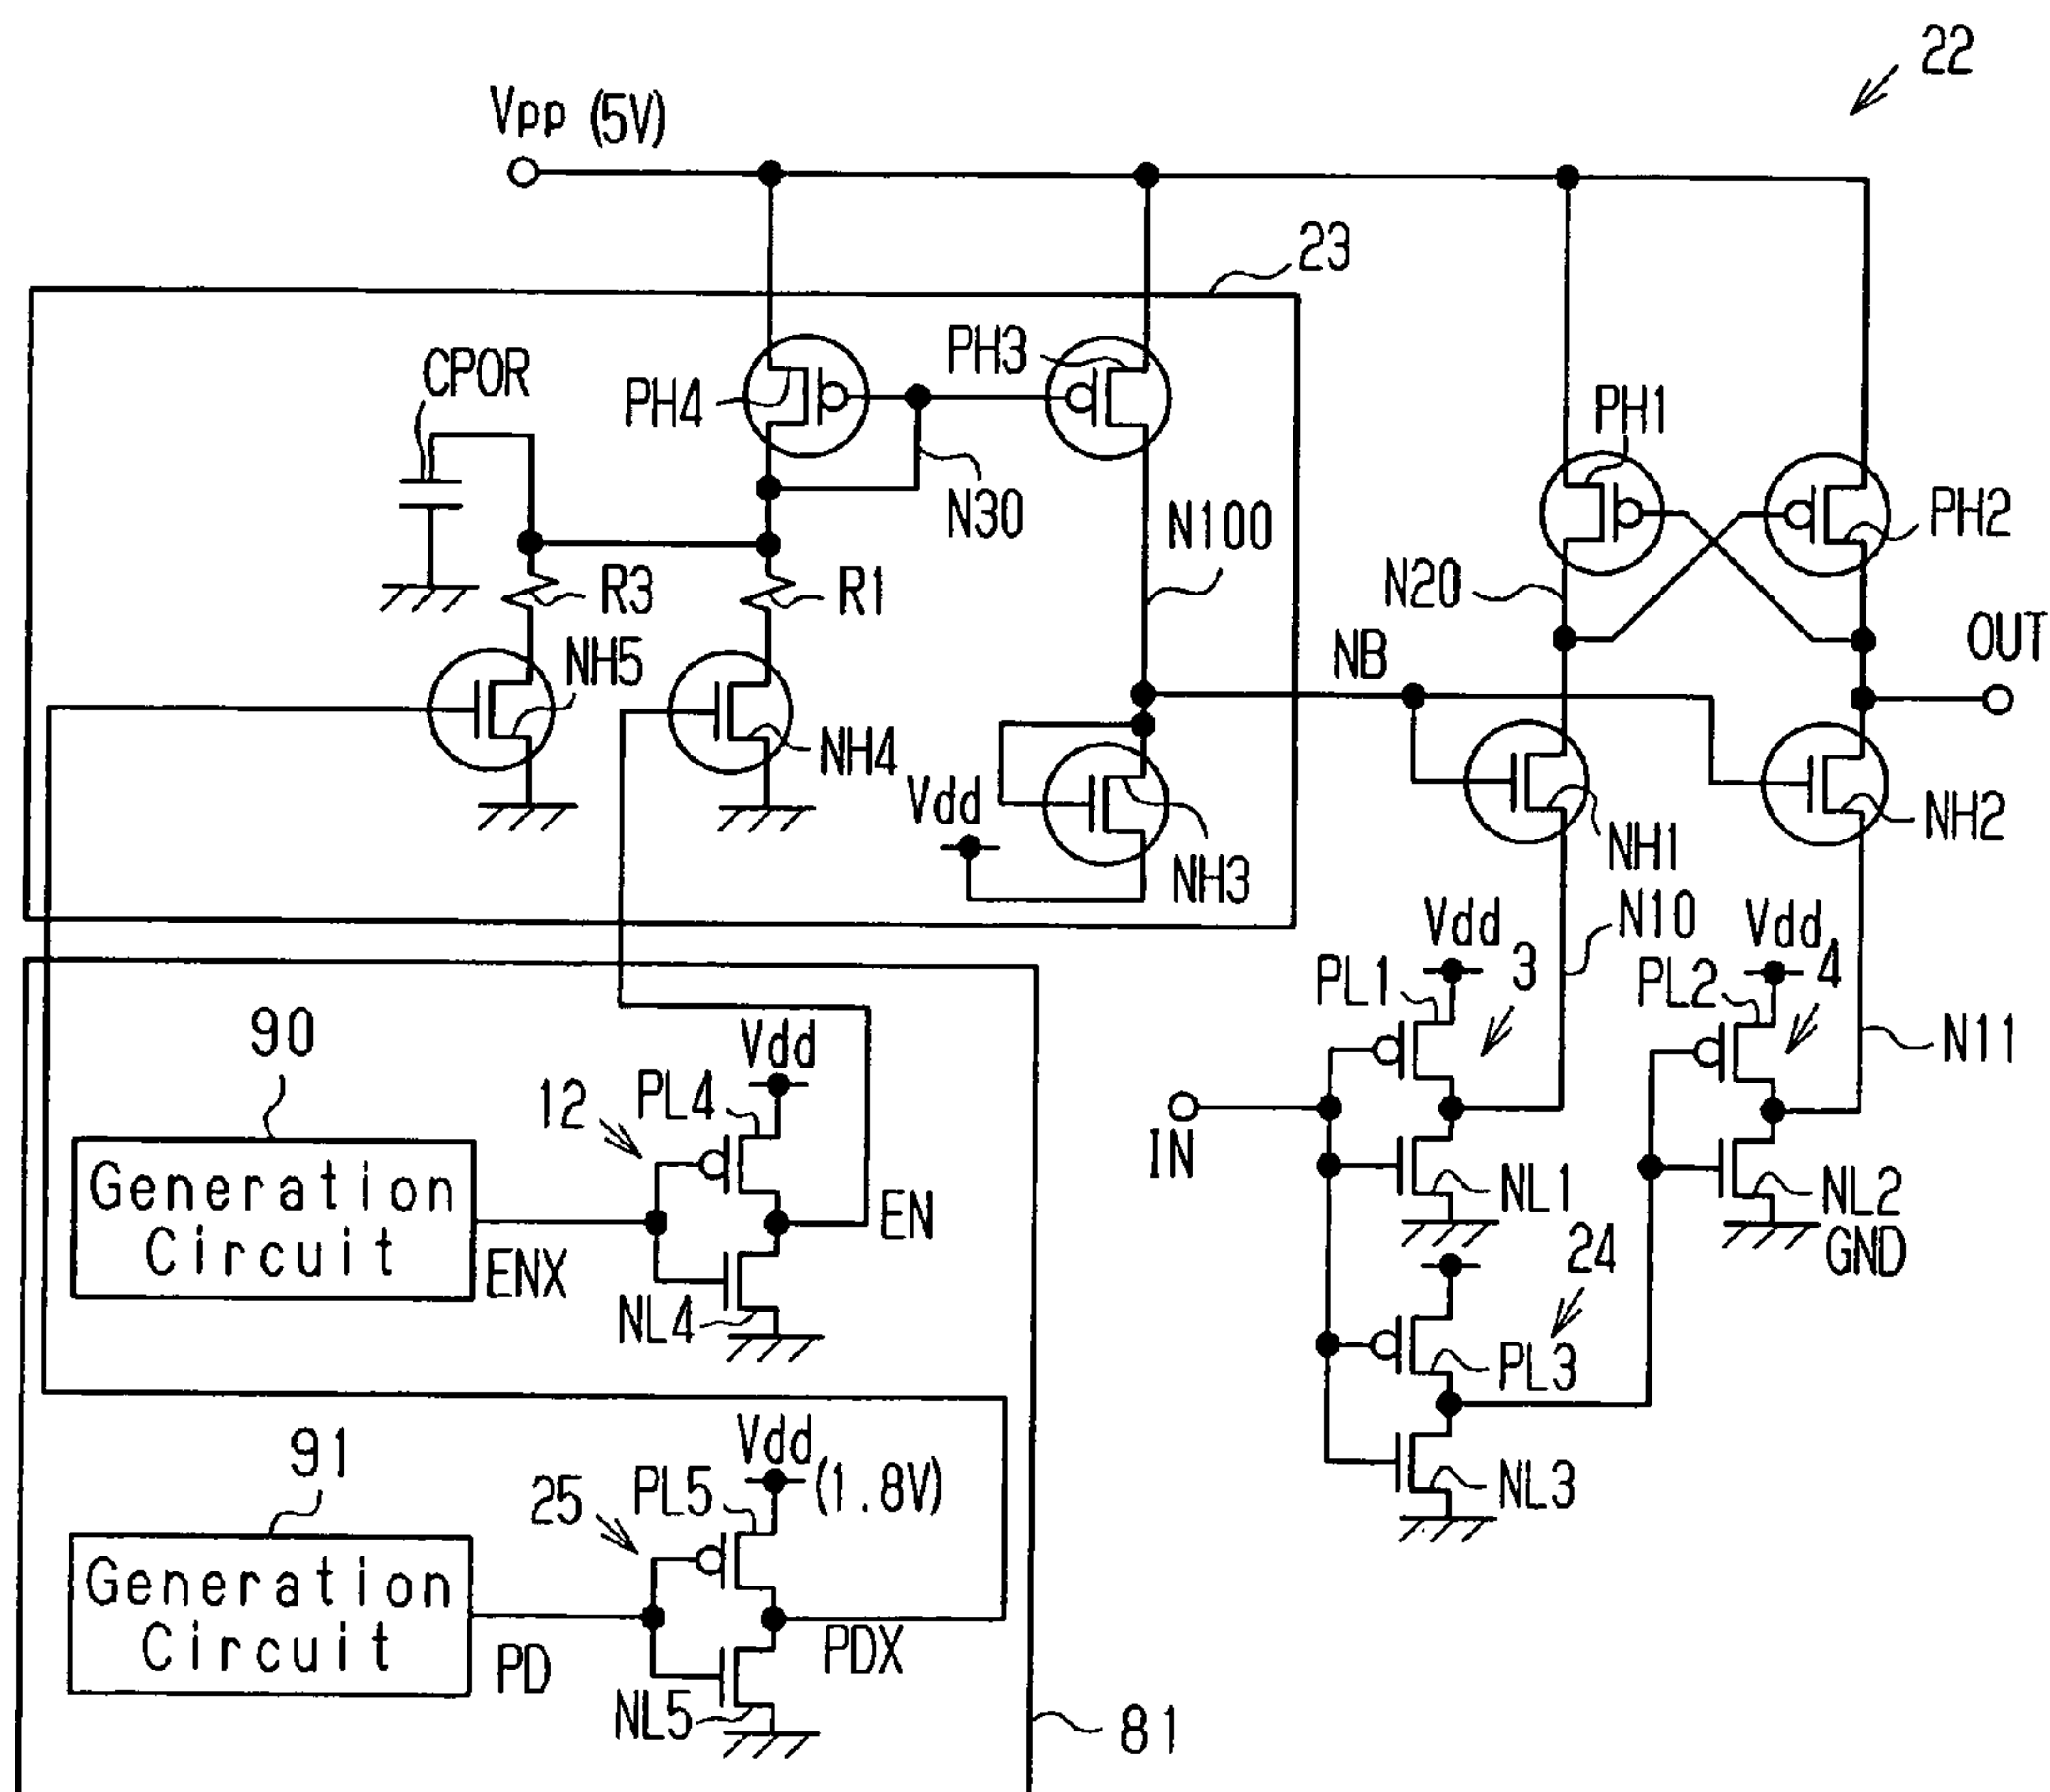 22
Vpp (5V)
23
CPOR
PH4
PH3
N30
N100
PH1
PH2
N20
R3
R1
NB
OUT
NH5
NH4
Vdd
NH3
NH1
NH2
N10
Vdd
3
Vdd
4
PL1
PL2
N11
90
12
PL4
Vdd
IN
Generation
Circuit
ENX
EN
NL4
NL1
NL2
GND
24
PL3
NL3
91
25
PL5
Vdd
(1.8V)
Generation
Circuit
PD
PDX
NL5
81